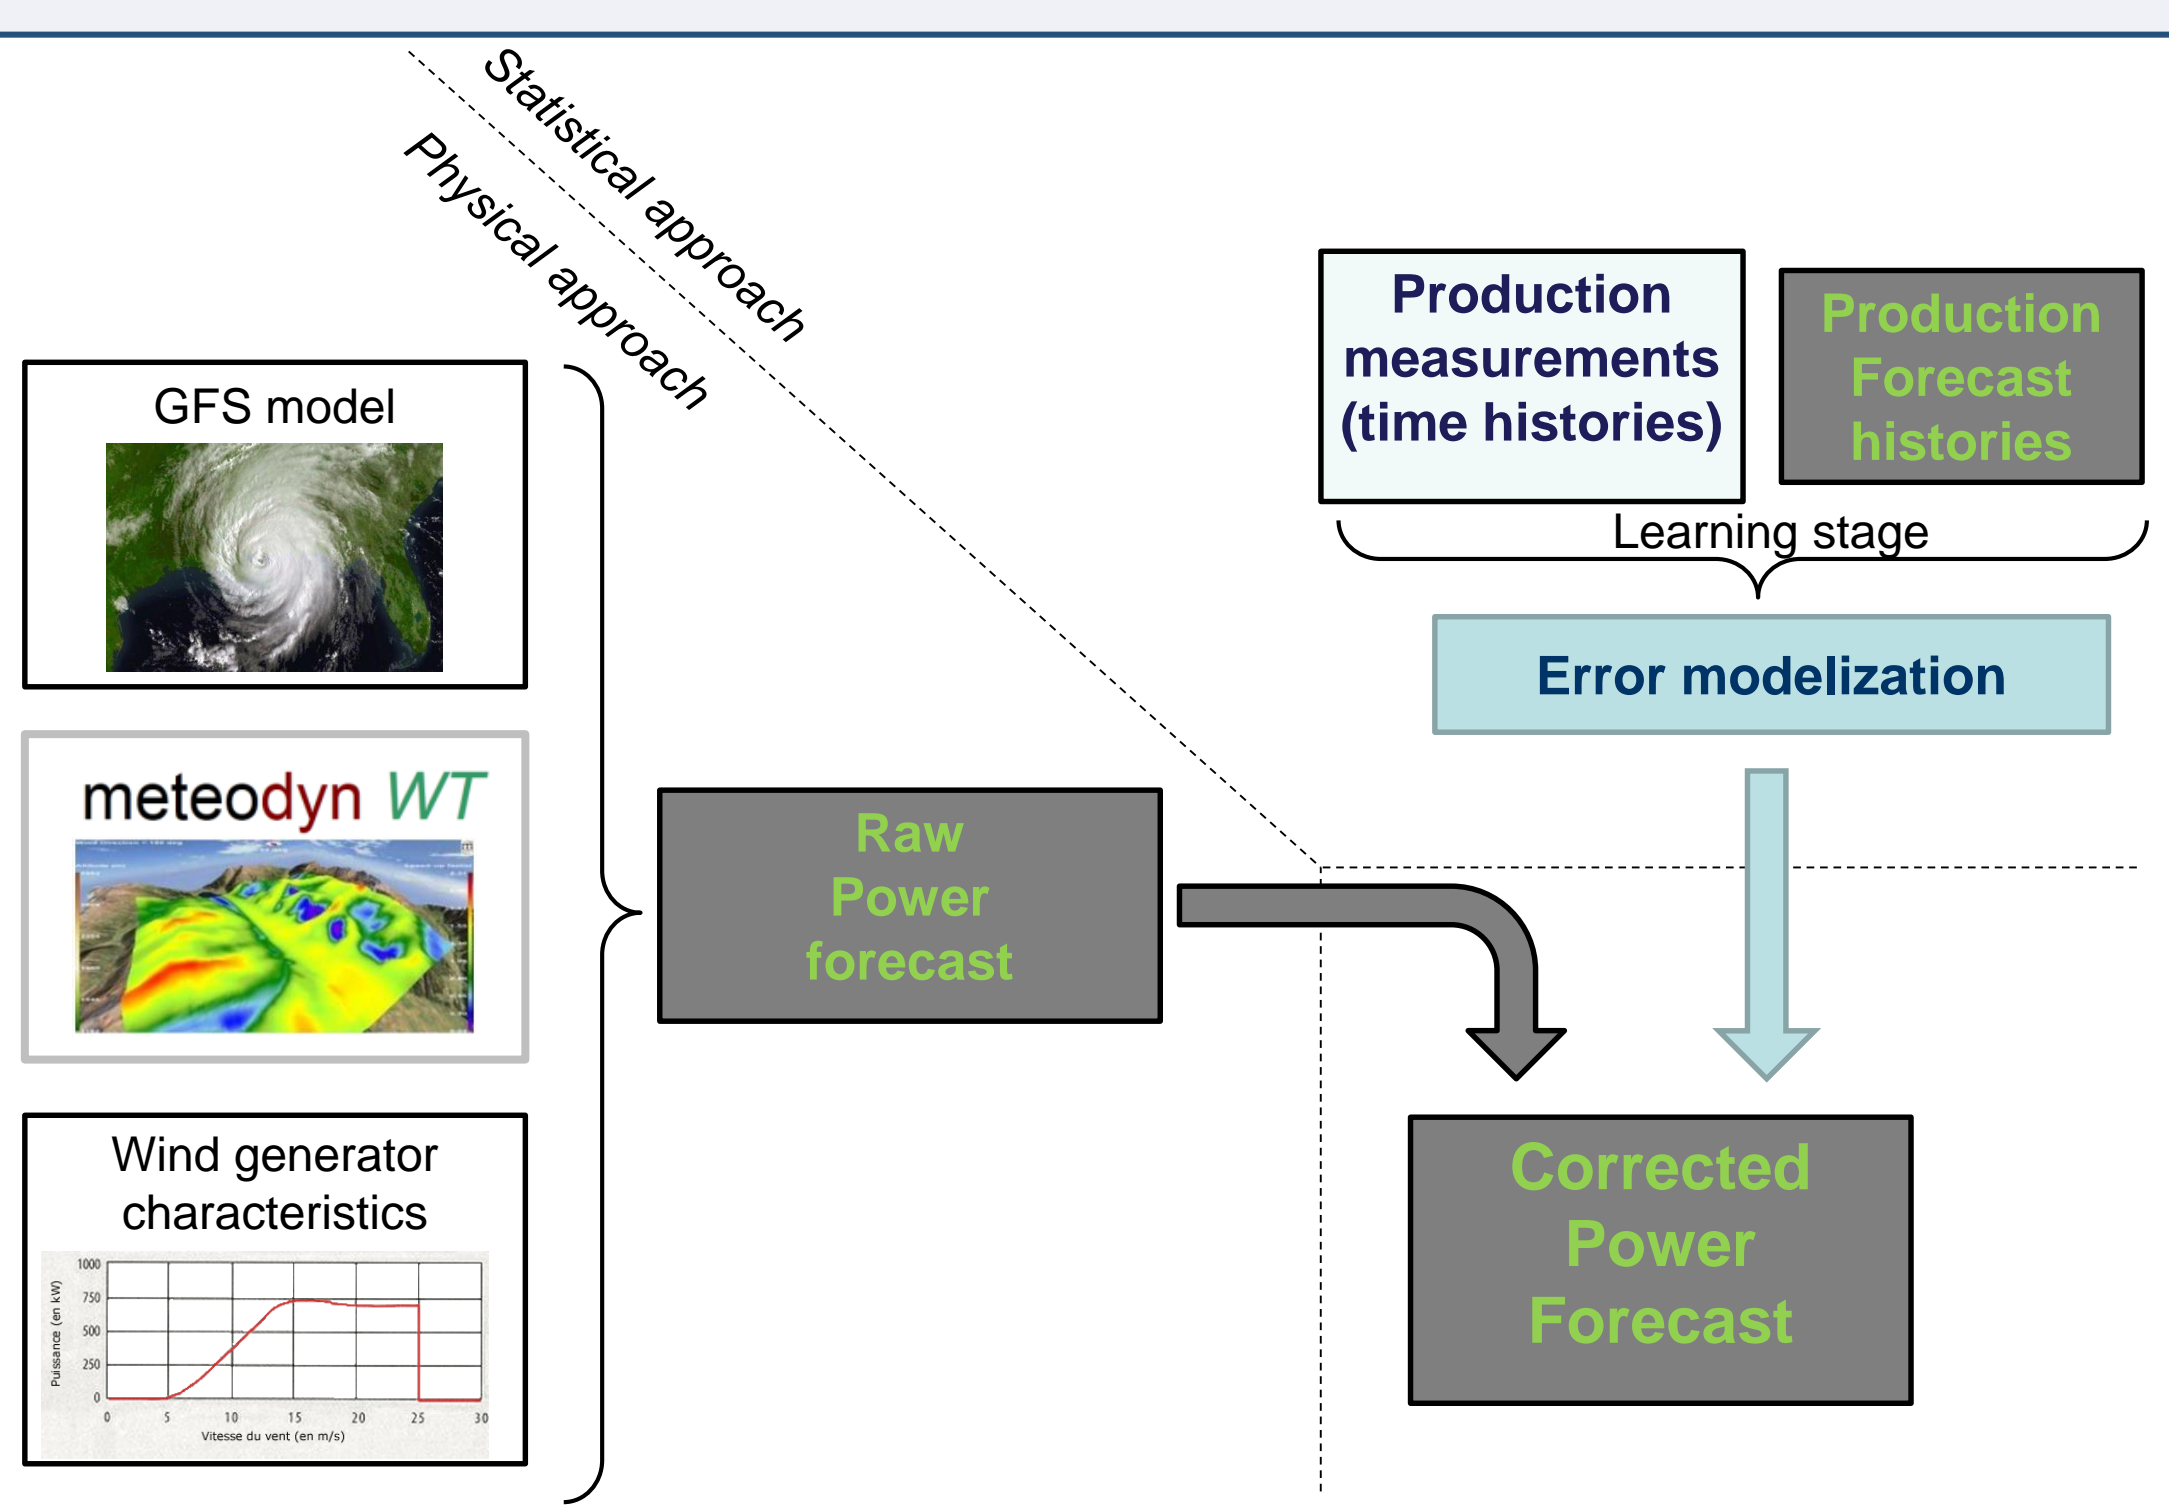 Statistical approach
Physical approach
Production
measurements
(time histories)
Production
Forecast
histories
Learning stage
Error modelization
GFS model
meteodyn WT
Wind generator
characteristics
Puissance (en kW)
1000
750
500
250
0
0 5 10 15 20 25 30
Vitesse du vent (en m/s)
Raw
Power
forecast
Corrected
Power
Forecast